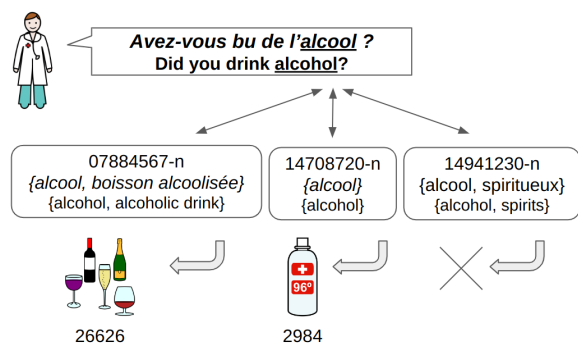 Avez-vous bu de l'alcool ?
Did you drink alcohol?
07884567-n
{alcool, boisson alcoolisée}
{alcohol, alcoholic drink}
14708720-n
{alcool}
{alcohol}
14941230-n
{alcool, spiritueux}
{alcohol, spirits}
96º
26626
2984